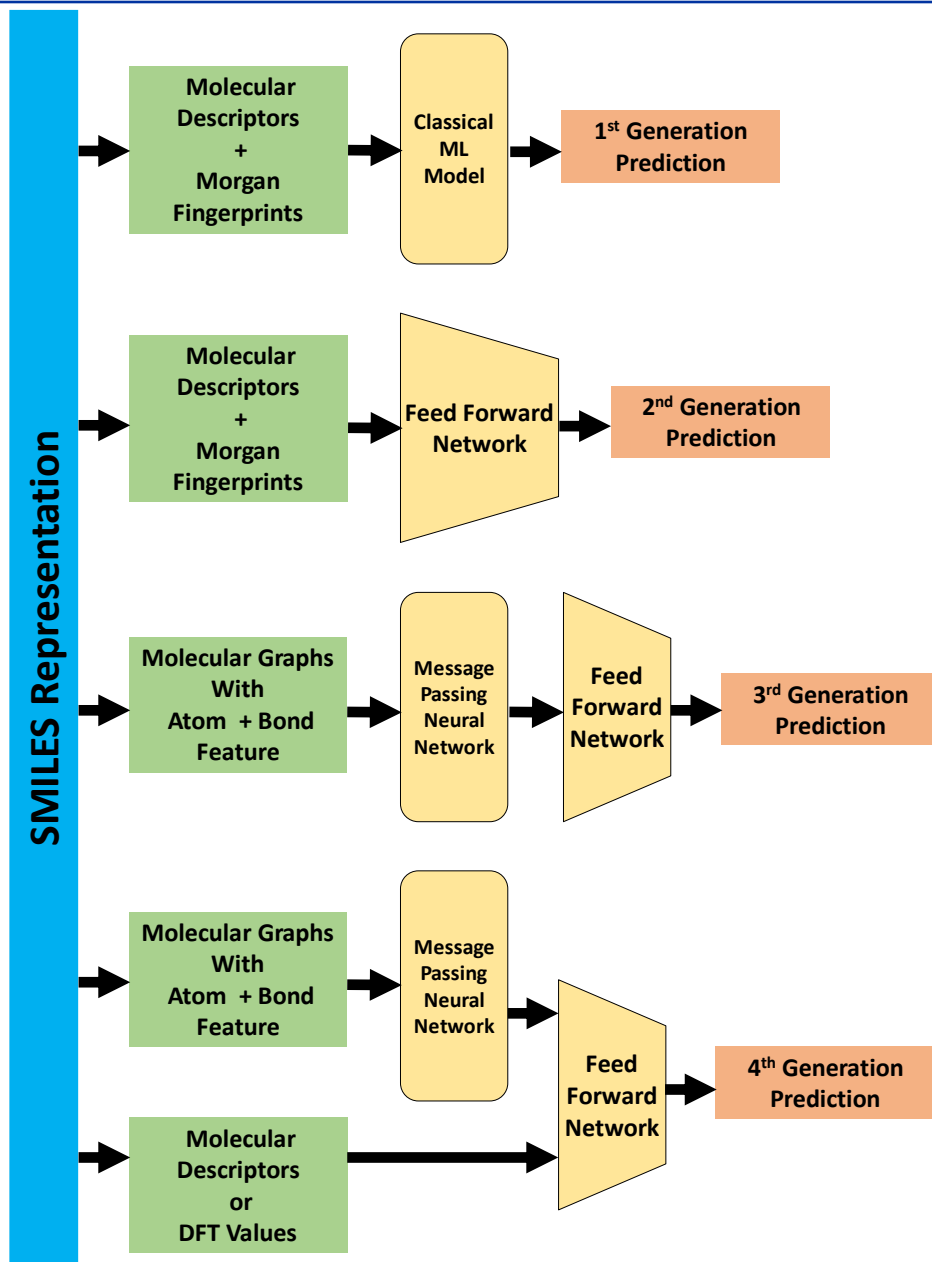 SMILES Representation
Molecular
Descriptors
+
Morgan
Fingerprints
Classical
ML
Model
1st Generation
Prediction
Molecular
Descriptors
+
Morgan
Fingerprints
Feed Forward
Network
2nd Generation
Prediction
Molecular Graphs
With
Atom + Bond
Feature
Message
Passing
Neural
Network
Feed
Forward
Network
3rd Generation
Prediction
Molecular Graphs
With
Atom + Bond
Feature
Message
Passing
Neural
Network
Molecular
Descriptors
or
DFT Values
Feed
Forward
Network
4th Generation
Prediction